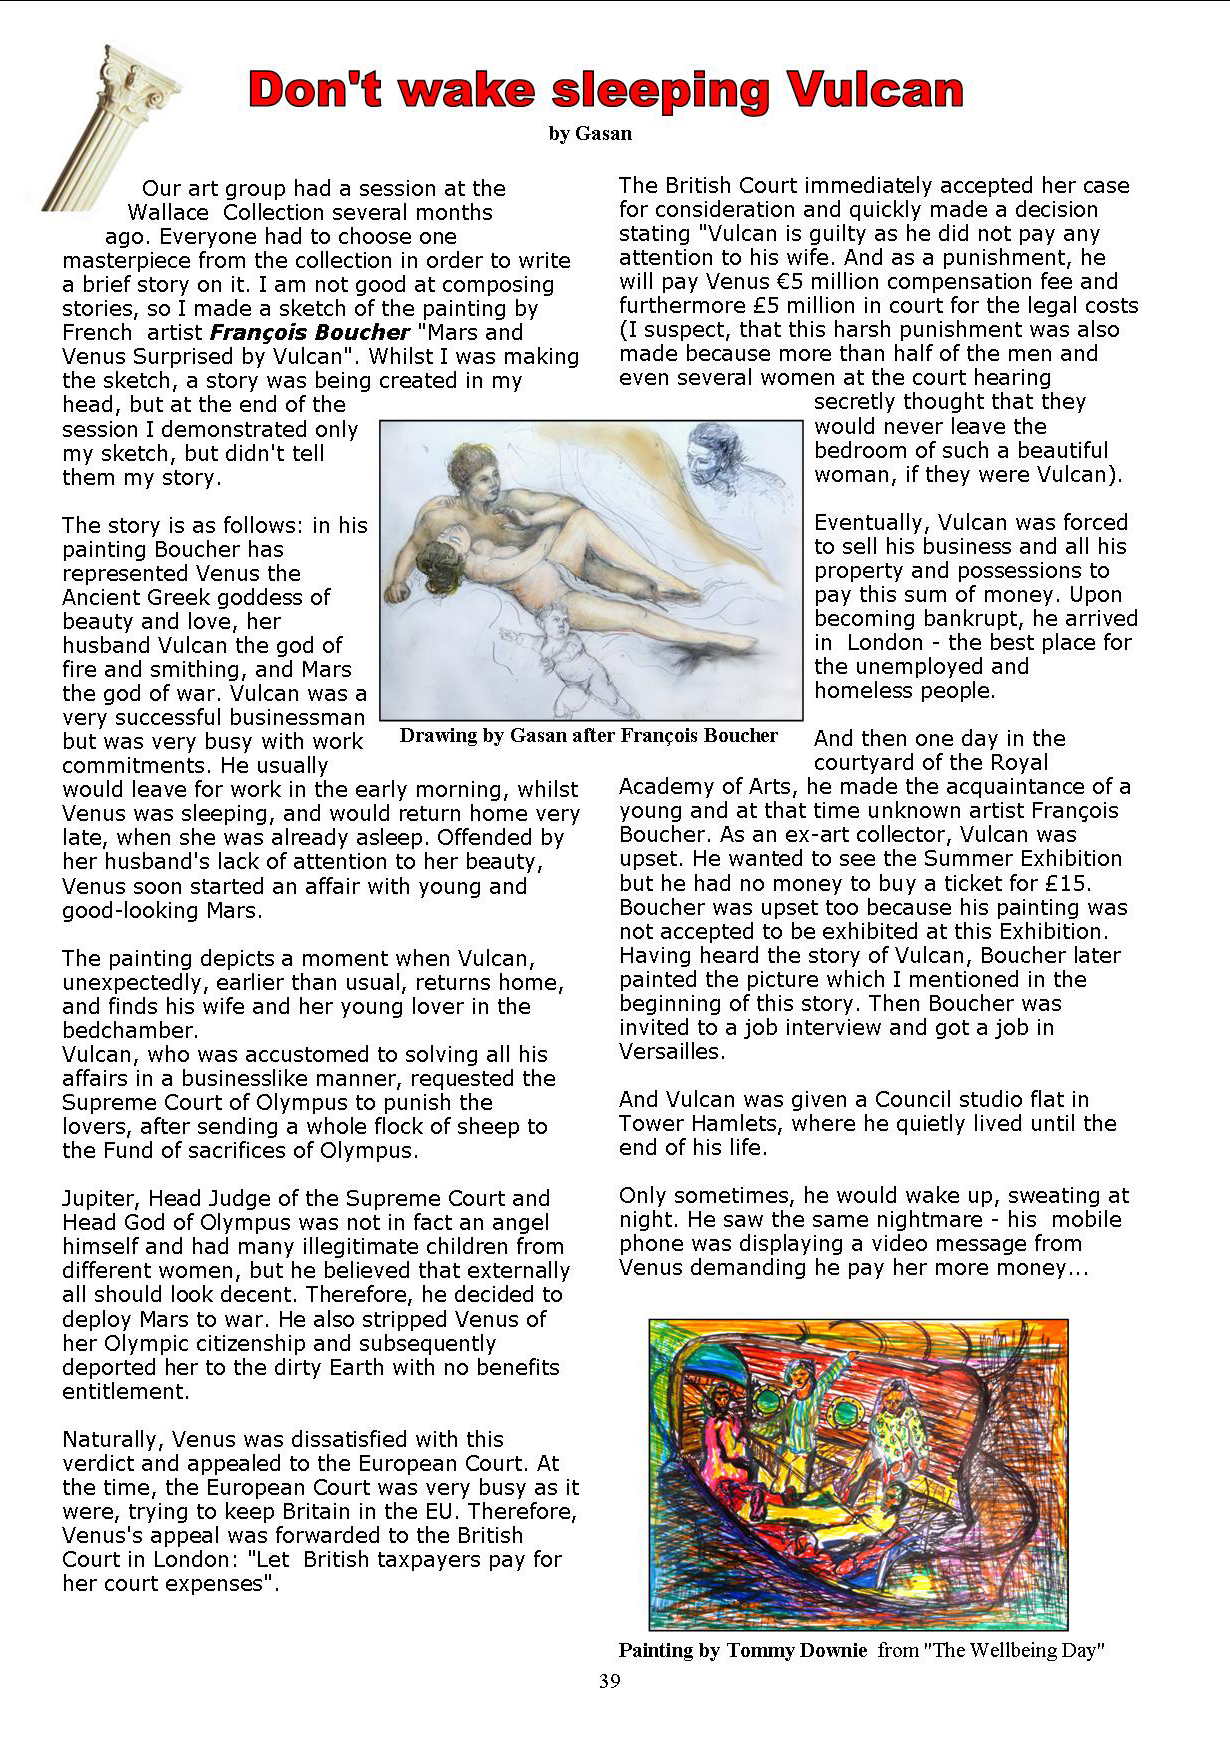 Don't wake sleeping Vulcan
by Gasan
Our art group had a session at the
Wallace Collection several months
ago. Everyone had to choose one
masterpiece from the collection in order to write
a brief story on it. I am not good at composing
stories, so I made a sketch of the painting by
French artist François Boucher "Mars and
Venus Surprised by Vulcan". Whilst I was making
the sketch, a story was being created in my
head, but at the end of the
session I demonstrated only
my sketch, but didn't tell
them my story.
The story is as follows: in his
painting Boucher has
represented Venus the
Ancient Greek goddess of
beauty and love, her
husband Vulcan the god of
fire and smithing, and Mars
the god of war. Vulcan was a
very successful businessman
but was very busy with work
commitments. He usually
would leave for work in the early morning, whilst
Venus was sleeping, and would return home very
late, when she was already asleep. Offended by
her husband's lack of attention to her beauty,
Venus soon started an affair with young and
good-looking Mars.
The painting depicts a moment when Vulcan,
unexpectedly, earlier than usual, returns home,
and finds his wife and her young lover in the
bedchamber.
Vulcan, who was accustomed to solving all his
affairs in a businesslike manner, requested the
Supreme Court of Olympus to punish the
lovers, after sending a whole flock of sheep to
the Fund of sacrifices of Olympus.
Jupiter, Head Judge of the Supreme Court and
Head God of Olympus was not in fact an angel
himself and had many illegitimate children from
different women, but he believed that externally
all should look decent. Therefore, he decided to
deploy Mars to war. He also stripped Venus of
her Olympic citizenship and subsequently
deported her to the dirty Earth with no benefits
entitlement.
Naturally, Venus was dissatisfied with this
verdict and appealed to the European Court. At
the time, the European Court was very busy as it
were, trying to keep Britain in the EU. Therefore,
Venus's appeal was forwarded to the British
Court in London: "Let British taxpayers pay for
her court expenses".
The British Court immediately accepted her case
for consideration and quickly made a decision
stating "Vulcan is guilty as he did not pay any
attention to his wife. And as a punishment, he
will pay Venus €5 million compensation fee and
furthermore £5 million in court for the legal costs
(I suspect, that this harsh punishment was also
made because more than half of the men and
even several women at the court hearing
secretly thought that they
would never leave the
bedroom of such a beautiful
woman, if they were Vulcan).
Eventually, Vulcan was forced
to sell his business and all his
property and possessions to
pay this sum of money. Upon
becoming bankrupt, he arrived
in London - the best place for
the unemployed and
homeless people.
And then one day in the
courtyard of the Royal
Academy of Arts, he made the acquaintance of a
young and at that time unknown artist François
Boucher. As an ex-art collector, Vulcan was
upset. He wanted to see the Summer Exhibition
but he had no money to buy a ticket for £15.
Boucher was upset too because his painting was
not accepted to be exhibited at this Exhibition.
Having heard the story of Vulcan, Boucher later
painted the picture which I mentioned in the
beginning of this story. Then Boucher was
invited to a job interview and got a job in
Versailles.
And Vulcan was given a Council studio flat in
Tower Hamlets, where he quietly lived until the
end of his life.
Only sometimes, he would wake up, sweating at
night. He saw the same nightmare - his mobile
phone was displaying a video message from
Venus demanding he pay her more money...
Drawing by Gasan after François Boucher
Painting by Tommy Downie from "The Wellbeing Day"
39